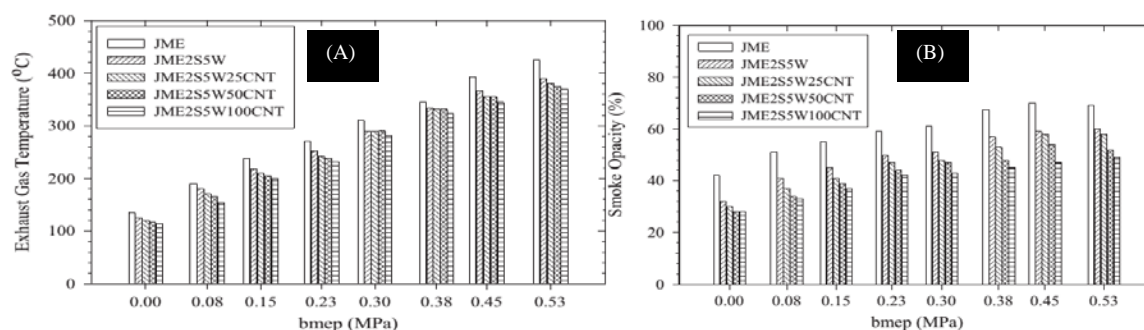 500
400
300
200
100
0
Exhaust Gas Temperature (⁰C)
JME
JME2S5W
JME2S5W25CNT
JME2S5W50CNT
JME2S5W100CNT
(A)
0.00 0.08 0.15 0.23 0.30 0.38 0.45 0.53
bmep (MPa)
100
80
60
40
20
0
Smoke Opacity (%)
JME
JME2S5W
JME2S5W25CNT
JME2S5W50CNT
JME2S5W100CNT
(B)
0.00 0.08 0.15 0.23 0.30 0.38 0.45 0.53
bmep (MPa)